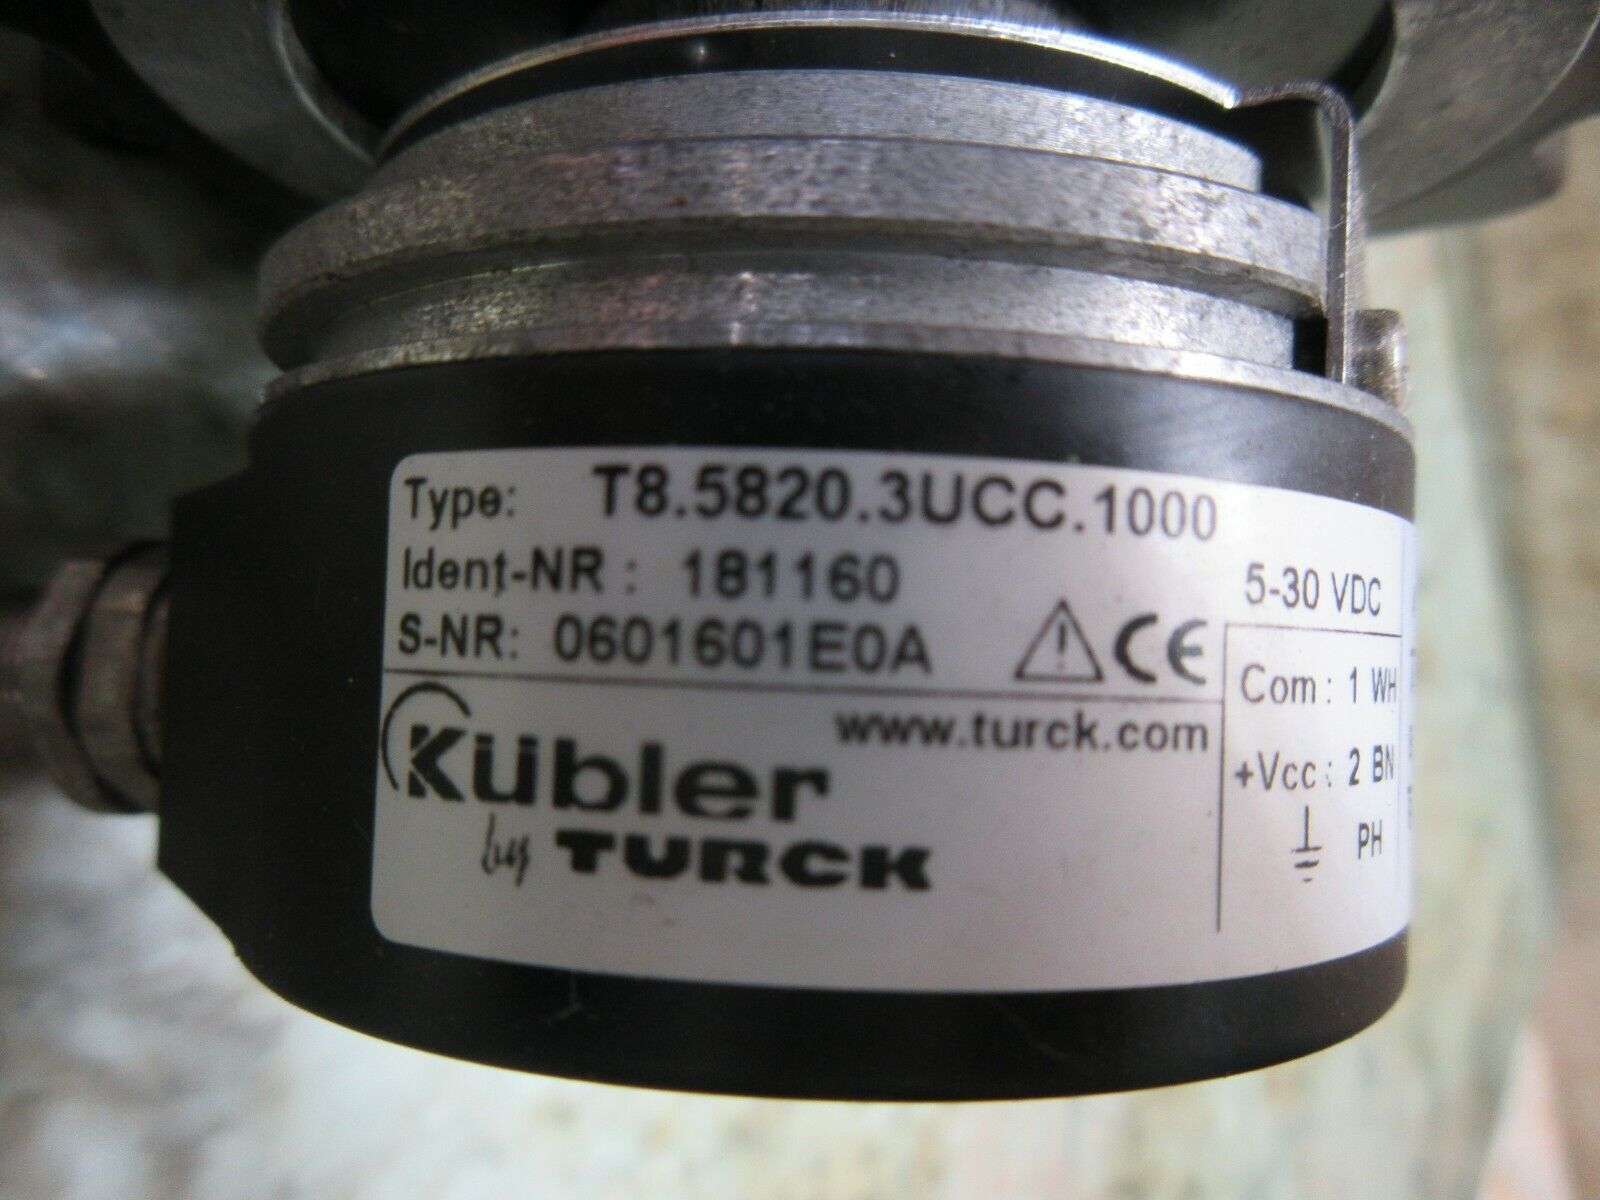 Type: T8.5820.3UCC.1000
Ident-NR : 181160
S-NR: 0601601E0A
CE
5-30 VDC
Com : 1 WH
+Vcc : 2 BN
PH
www.turck.com
Kübler
by TURCK